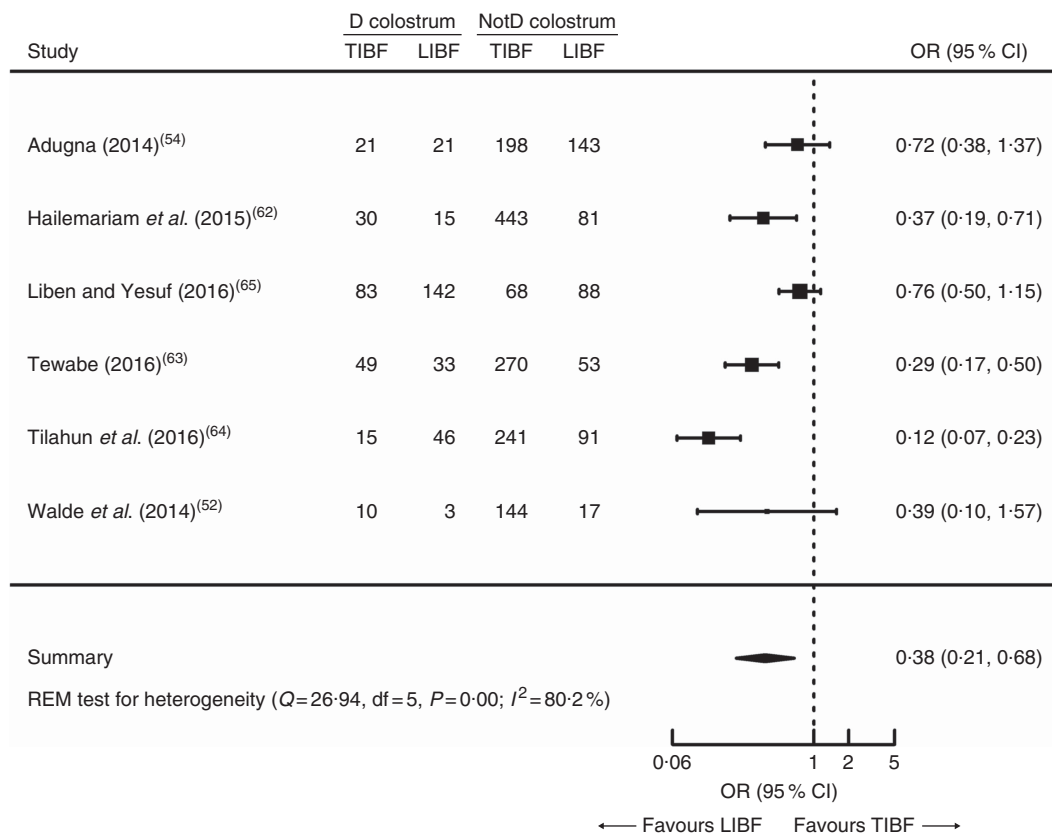 D colostrum NotD colostrum
Study TIBF LIBF TIBF LIBF OR (95 % CI)
Adugna (2014)(54) 21 21 198 143 0·72 (0·38, 1·37)
Hailemariam et al. (2015)(62) 30 15 443 81 0·37 (0·19, 0·71)
Liben and Yesuf (2016)(65) 83 142 68 88 0·76 (0·50, 1·15)
Tewabe (2016)(63) 49 33 270 53 0·29 (0·17, 0·50)
Tilahun et al. (2016)(64) 15 46 241 91 0·12 (0·07, 0·23)
Walde et al. (2014)(52) 10 3 144 17 0·39 (0·10, 1·57)
Summary 0·38 (0·21, 0·68)
REM test for heterogeneity (Q=26·94, df=5, P=0·00; I²=80·2 %)
0·06 1 2 5
OR (95 % CI)
← Favours LIBF Favours TIBF →